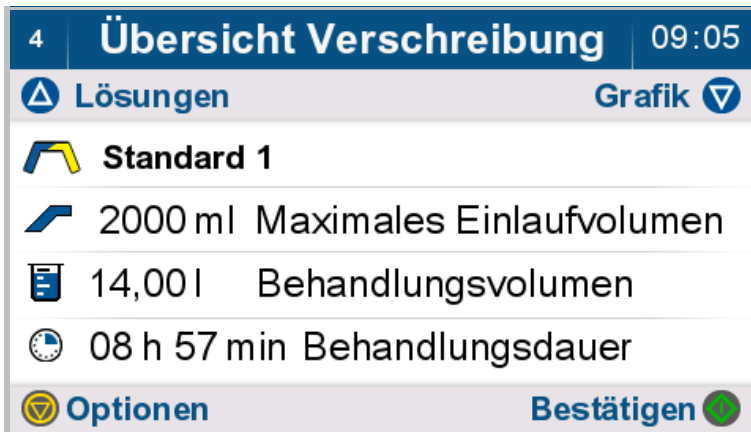 4 Übersicht Verschreibung 09:05
Lösungen Grafik
Standard 1
2000 ml Maximales Einlaufvolumen
14,00 l Behandlungsvolumen
08 h 57 min Behandlungsdauer
Optionen Bestätigen